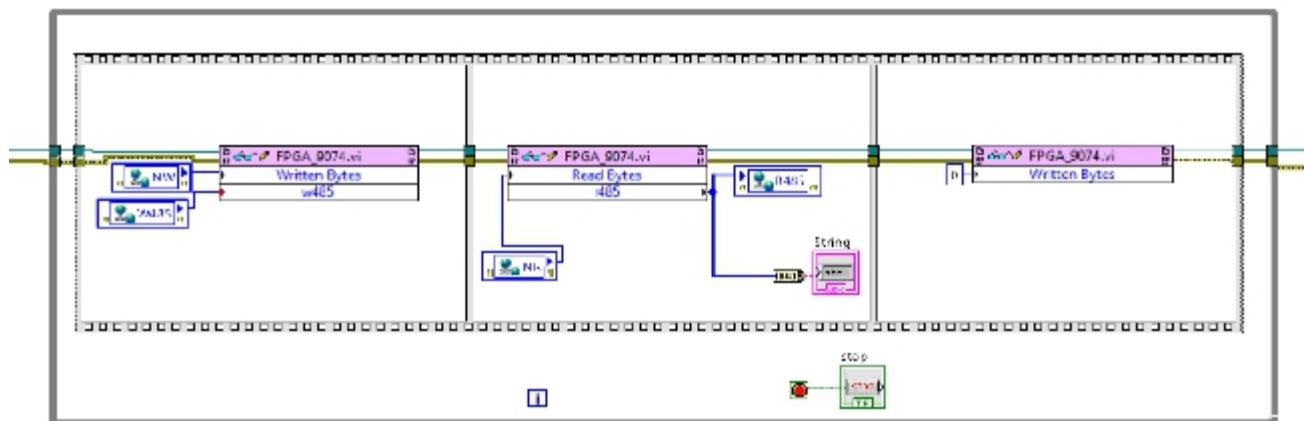 FPGA_9074.vi
Written Bytes
w485
FPGA_9074.vi
Read Bytes
r485
String
FPGA_9074.vi
Written Bytes
stop
i